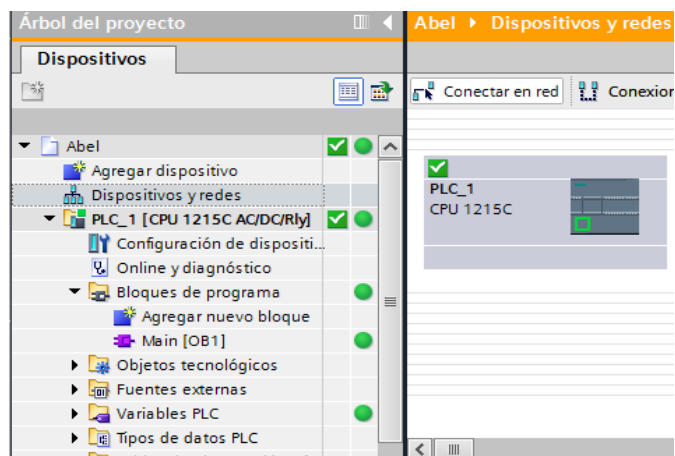 Árbol del proyecto
Abel
Dispositivos y redes
Dispositivos
Conectar en red
Abel
Agregar dispositivo
Dispositivos y redes
PLC_1 [CPU 1215C AC/DC/Rly]
Configuración de dispositi...
Online y diagnóstico
Bloques de programa
Agregar nuevo bloque
Main [OB1]
Objetos tecnológicos
Fuentes externas
Variables PLC
Tipos de datos PLC
PLC_1
CPU 1215C